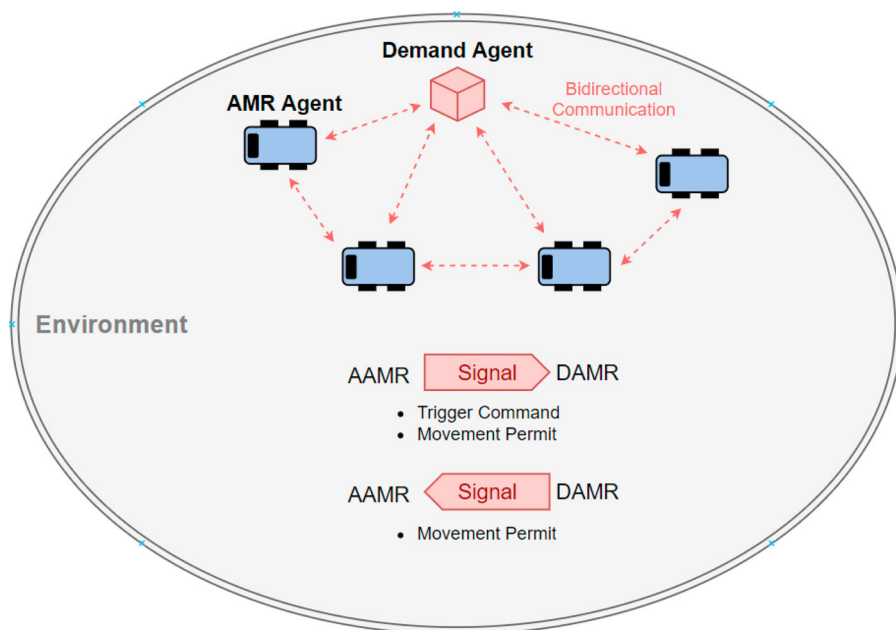 Demand Agent
AMR Agent
Bidirectional
Communication
Environment
AAMR Signal DAMR
• Trigger Command
• Movement Permit
AAMR Signal DAMR
• Movement Permit